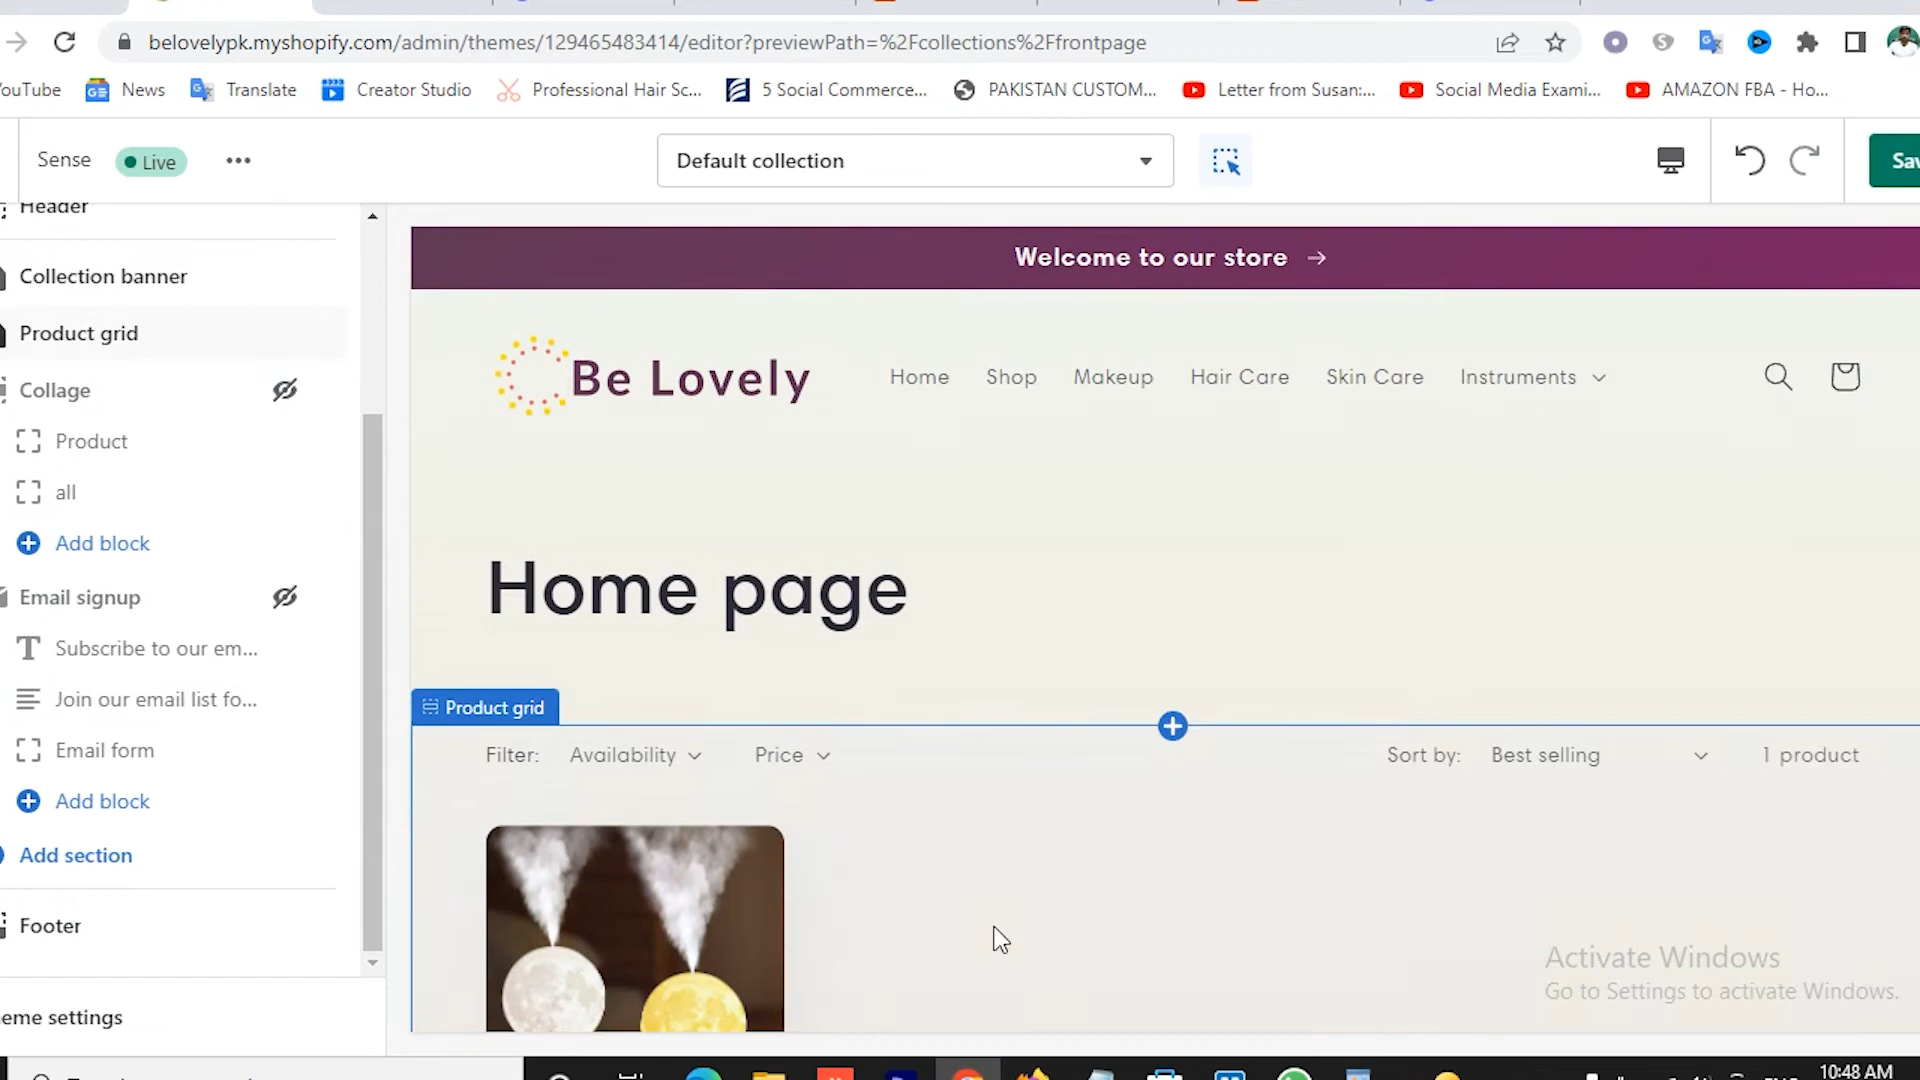 belovelypk.myshopify.com/admin/themes/129465483414/editor?previewPath=%2Fcollections%2Ffrontpage
ouTube News Translate Creator Studio Professional Hair Sc... 5 Social Commerce... PAKISTAN CUSTOM... Letter from Susan:... Social Media Exami... AMAZON FBA - Ho...
Sense Live ••• Default collection Sav
Header
Collection banner
Product grid
Collage
Product
all
Add block
Email signup
Subscribe to our em...
Join our email list fo...
Email form
Add block
Add section
Footer
eme settings
Welcome to our store →
Be Lovely Home Shop Makeup Hair Care Skin Care Instruments
Home page
Product grid
Filter: Availability Price Sort by: Best selling 1 product
Activate Windows
Go to Settings to activate Windows.
10:48 AM